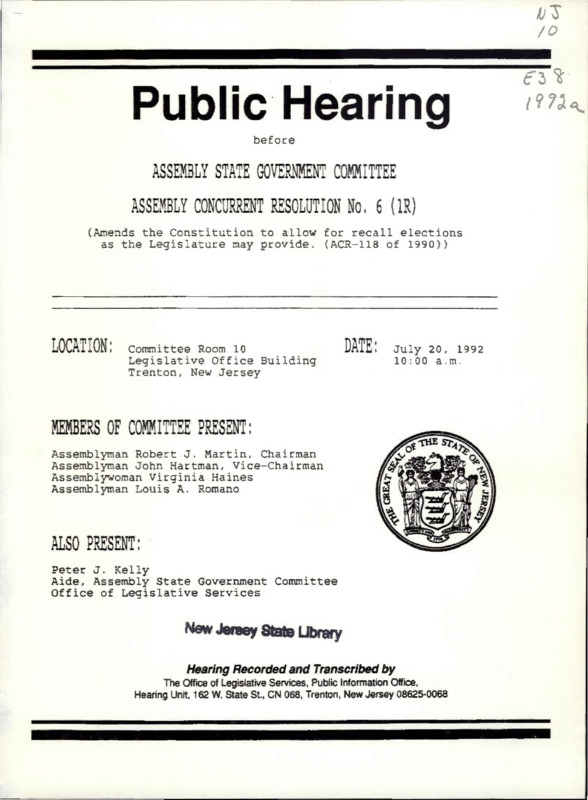 NJ
10
E38
1992a
Public Hearing
before
ASSEMBLY STATE GOVERNMENT COMMITTEE
ASSEMBLY CONCURRENT RESOLUTION No. 6 (1R)
(Amends the Constitution to allow for recall elections
as the Legislature may provide. (ACR-118 of 1990))
LOCATION: Committee Room 10
Legislative Office Building
Trenton, New Jersey
DATE: July 20, 1992
10:00 a.m.
MEMBERS OF COMMITTEE PRESENT:
Assemblyman Robert J. Martin, Chairman
Assemblyman John Hartman, Vice-Chairman
Assemblywoman Virginia Haines
Assemblyman Louis A. Romano
THE GREAT SEAL OF THE STATE OF NEW JERSEY
ALSO PRESENT:
Peter J. Kelly
Aide, Assembly State Government Committee
Office of Legislative Services
New Jersey State Library
Hearing Recorded and Transcribed by
The Office of Legislative Services, Public Information Office,
Hearing Unit, 162 W. State St., CN 068, Trenton, New Jersey 08625-0068